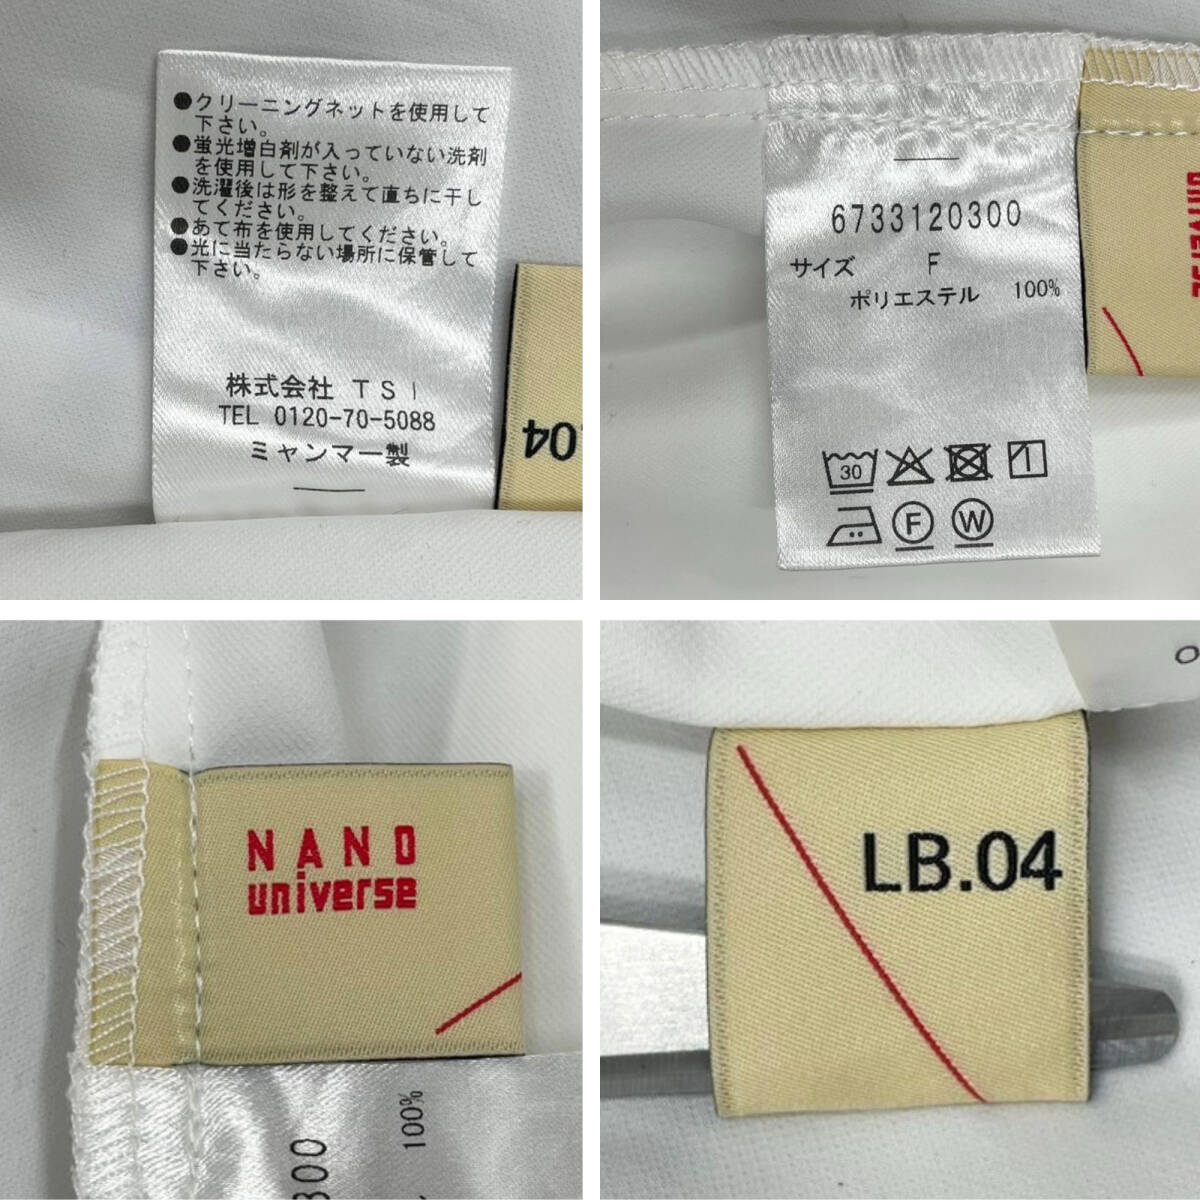 ●クリーニングネットを使用して
下さい。
●蛍光増白剤が入っていない洗剤
を使用して下さい。
●洗濯後は形を整えて直ちに干し
てください。
●あて布を使用してください。
●光に当たらない場所に保管して
下さい。
株式会社 TSI
TEL 0120-70-5088
ミャンマー製
.04
6733120300
サイズ F
ポリエステル 100%
30
F W
NANO
universe
100%
300
LB.04